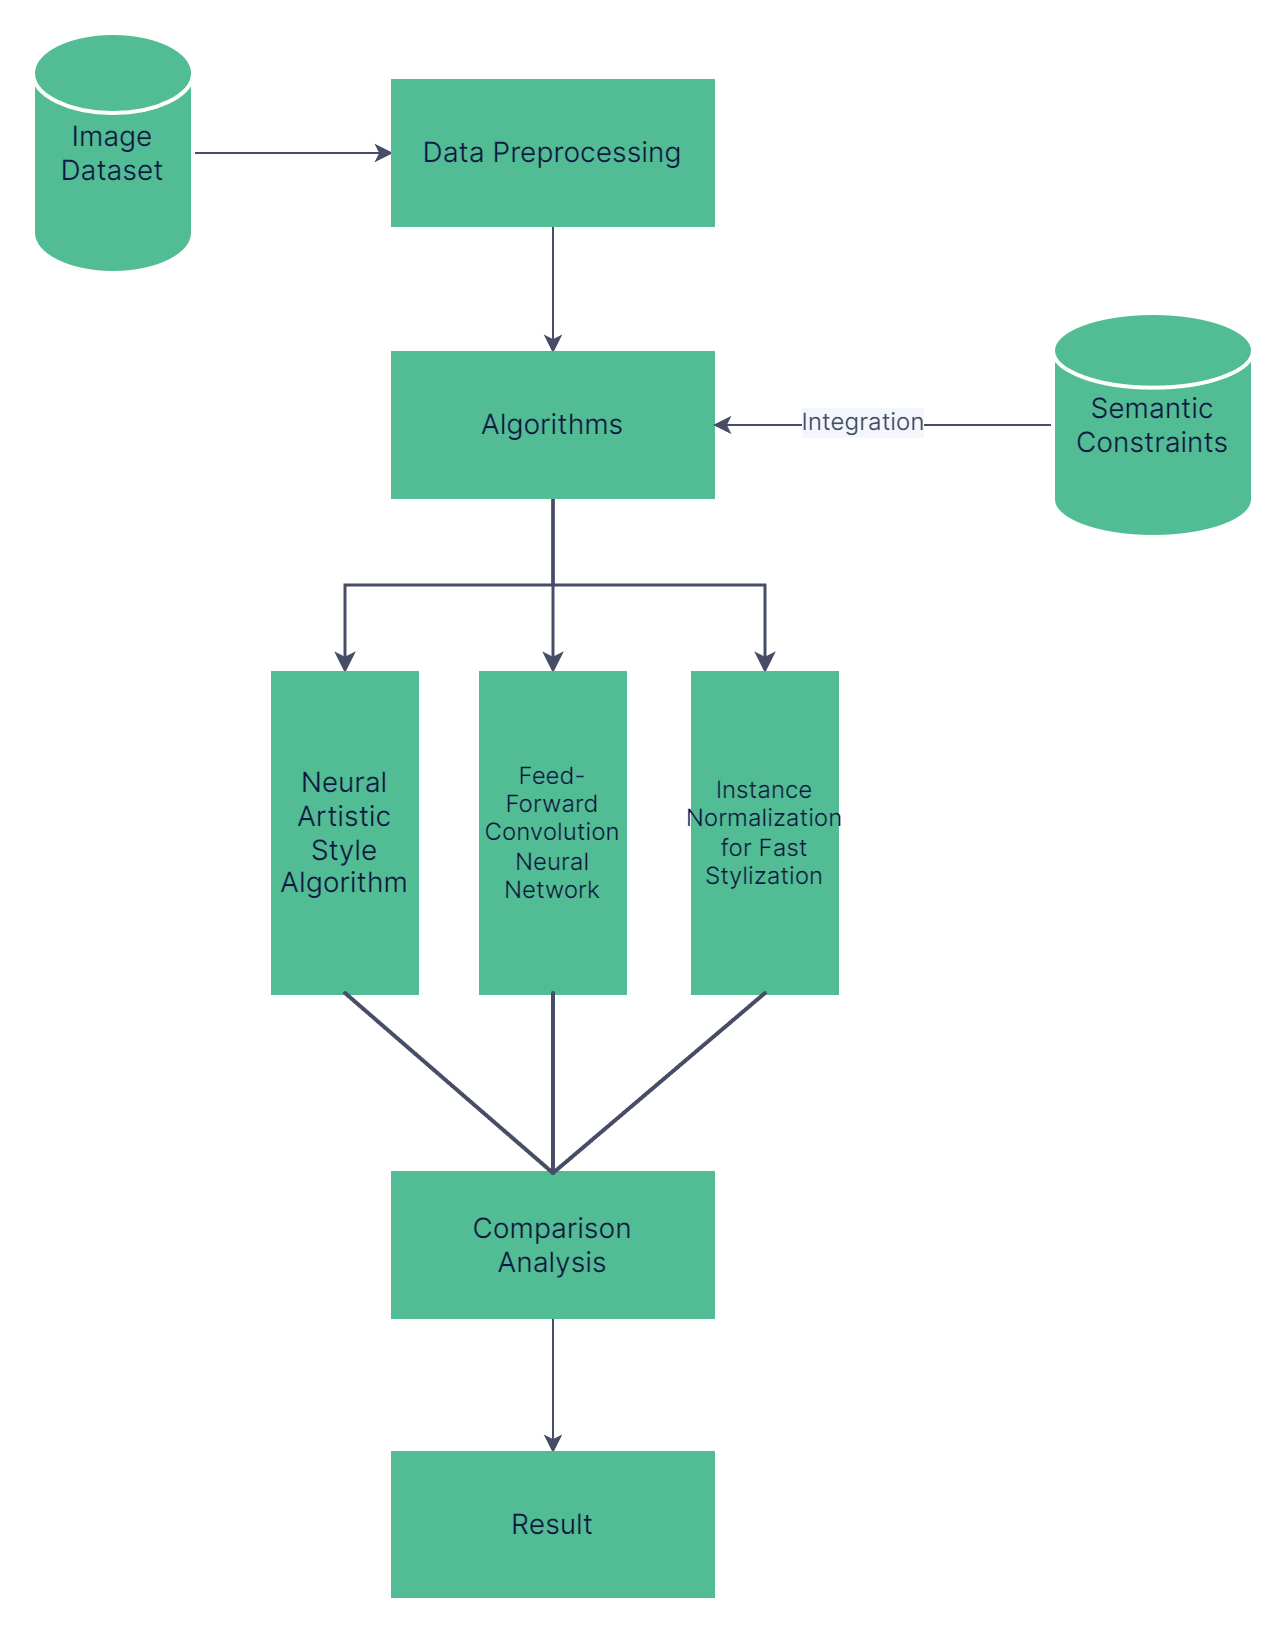 Image
Dataset
Data Preprocessing
Algorithms
Integration
Semantic
Constraints
Neural
Artistic
Style
Algorithm
Feed-
Forward
Convolution
Neural
Network
Instance
Normalization
for Fast
Stylization
Comparison
Analysis
Result